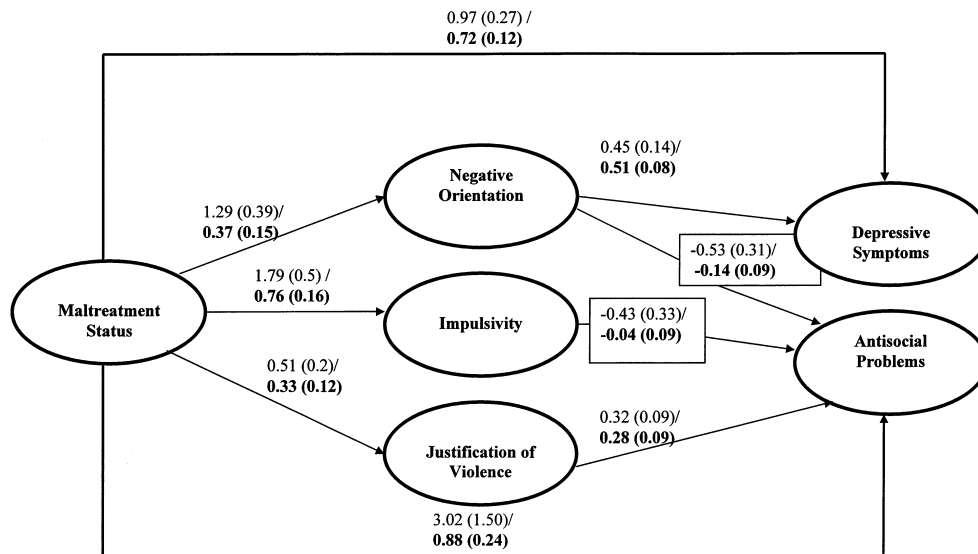 0.97 (0.27) /
0.72 (0.12)
Negative
Orientation
0.45 (0.14)/
0.51 (0.08)
1.29 (0.39)/
0.37 (0.15)
Depressive
Symptoms
-0.53 (0.31)/
-0.14 (0.09)
1.79 (0.5) /
0.76 (0.16)
Maltreatment
Status
Impulsivity
-0.43 (0.33)/
-0.04 (0.09)
Antisocial
Problems
0.51 (0.2)/
0.33 (0.12)
0.32 (0.09)/
0.28 (0.09)
Justification of
Violence
3.02 (1.50)/
0.88 (0.24)